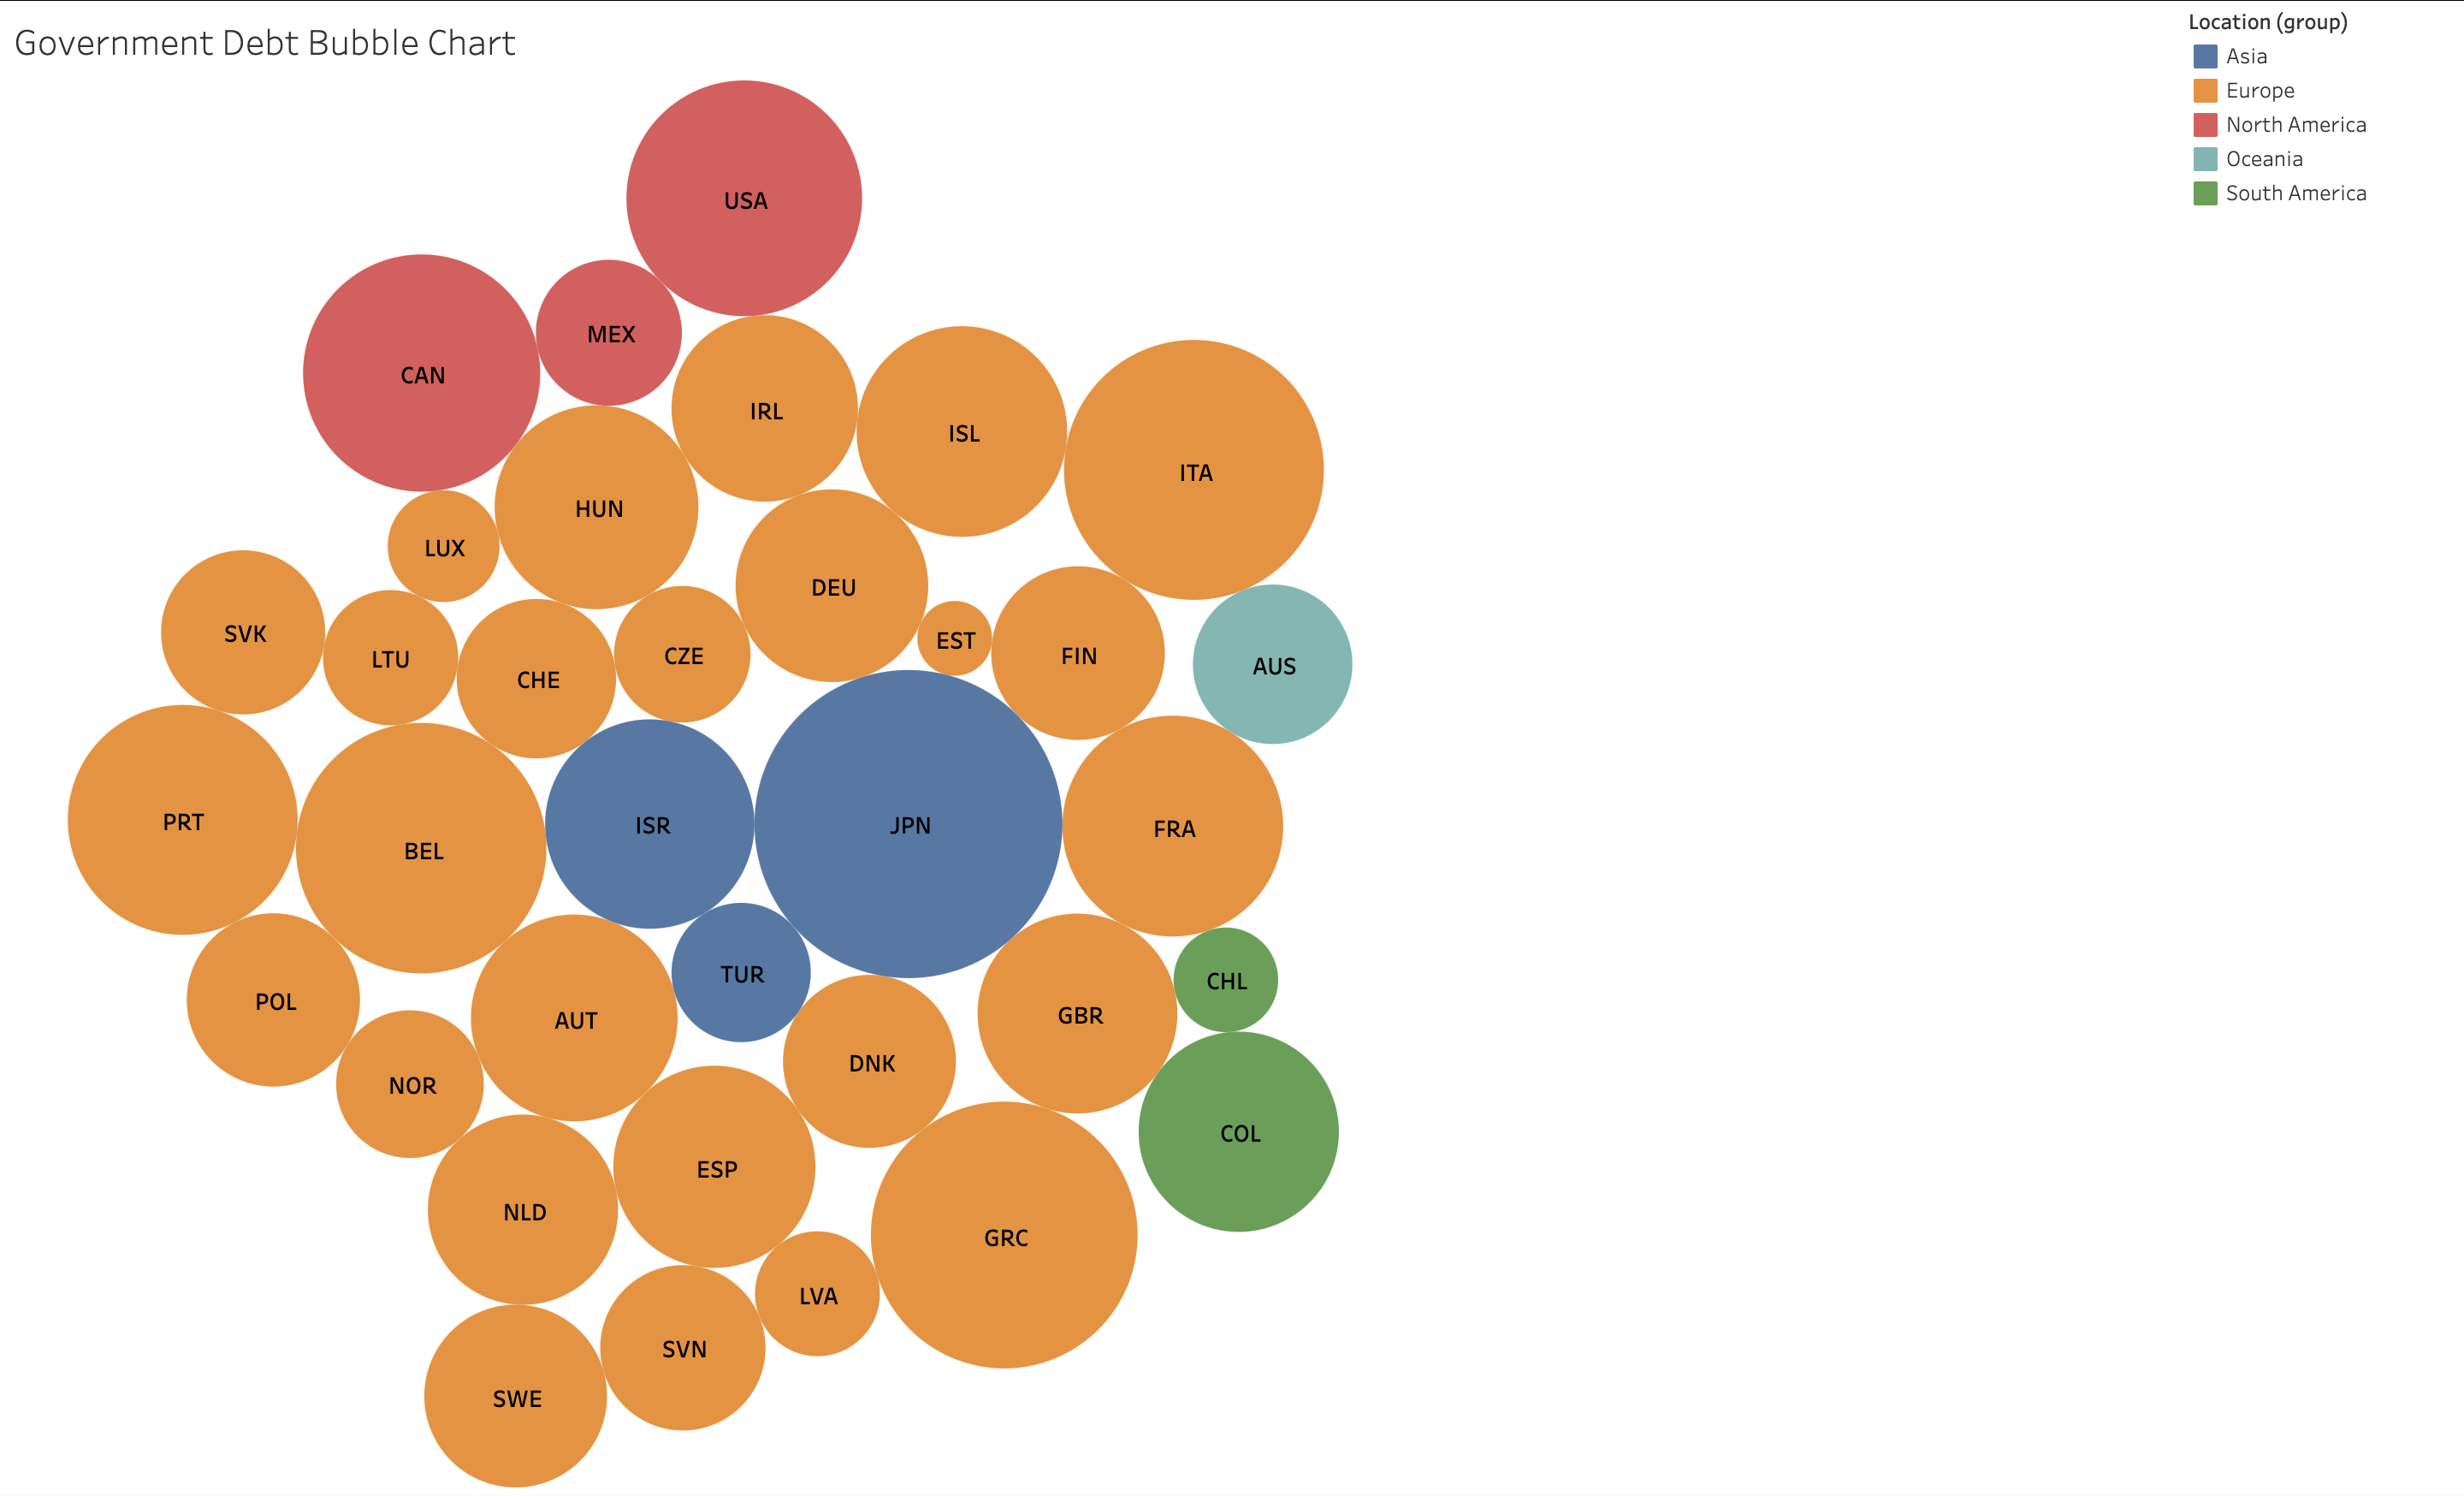 Government Debt Bubble Chart
Location (group)
Asia
Europe
North America
Oceania
South America
USA
MEX
CAN
IRL
ISL
ITA
HUN
LUX
DEU
SVK
LTU
CHE
CZE
EST
FIN
AUS
PRT
BEL
ISR
JPN
FRA
POL
NOR
AUT
TUR
DNK
GBR
CHL
COL
NLD
ESP
GRC
LVA
SVN
SWE